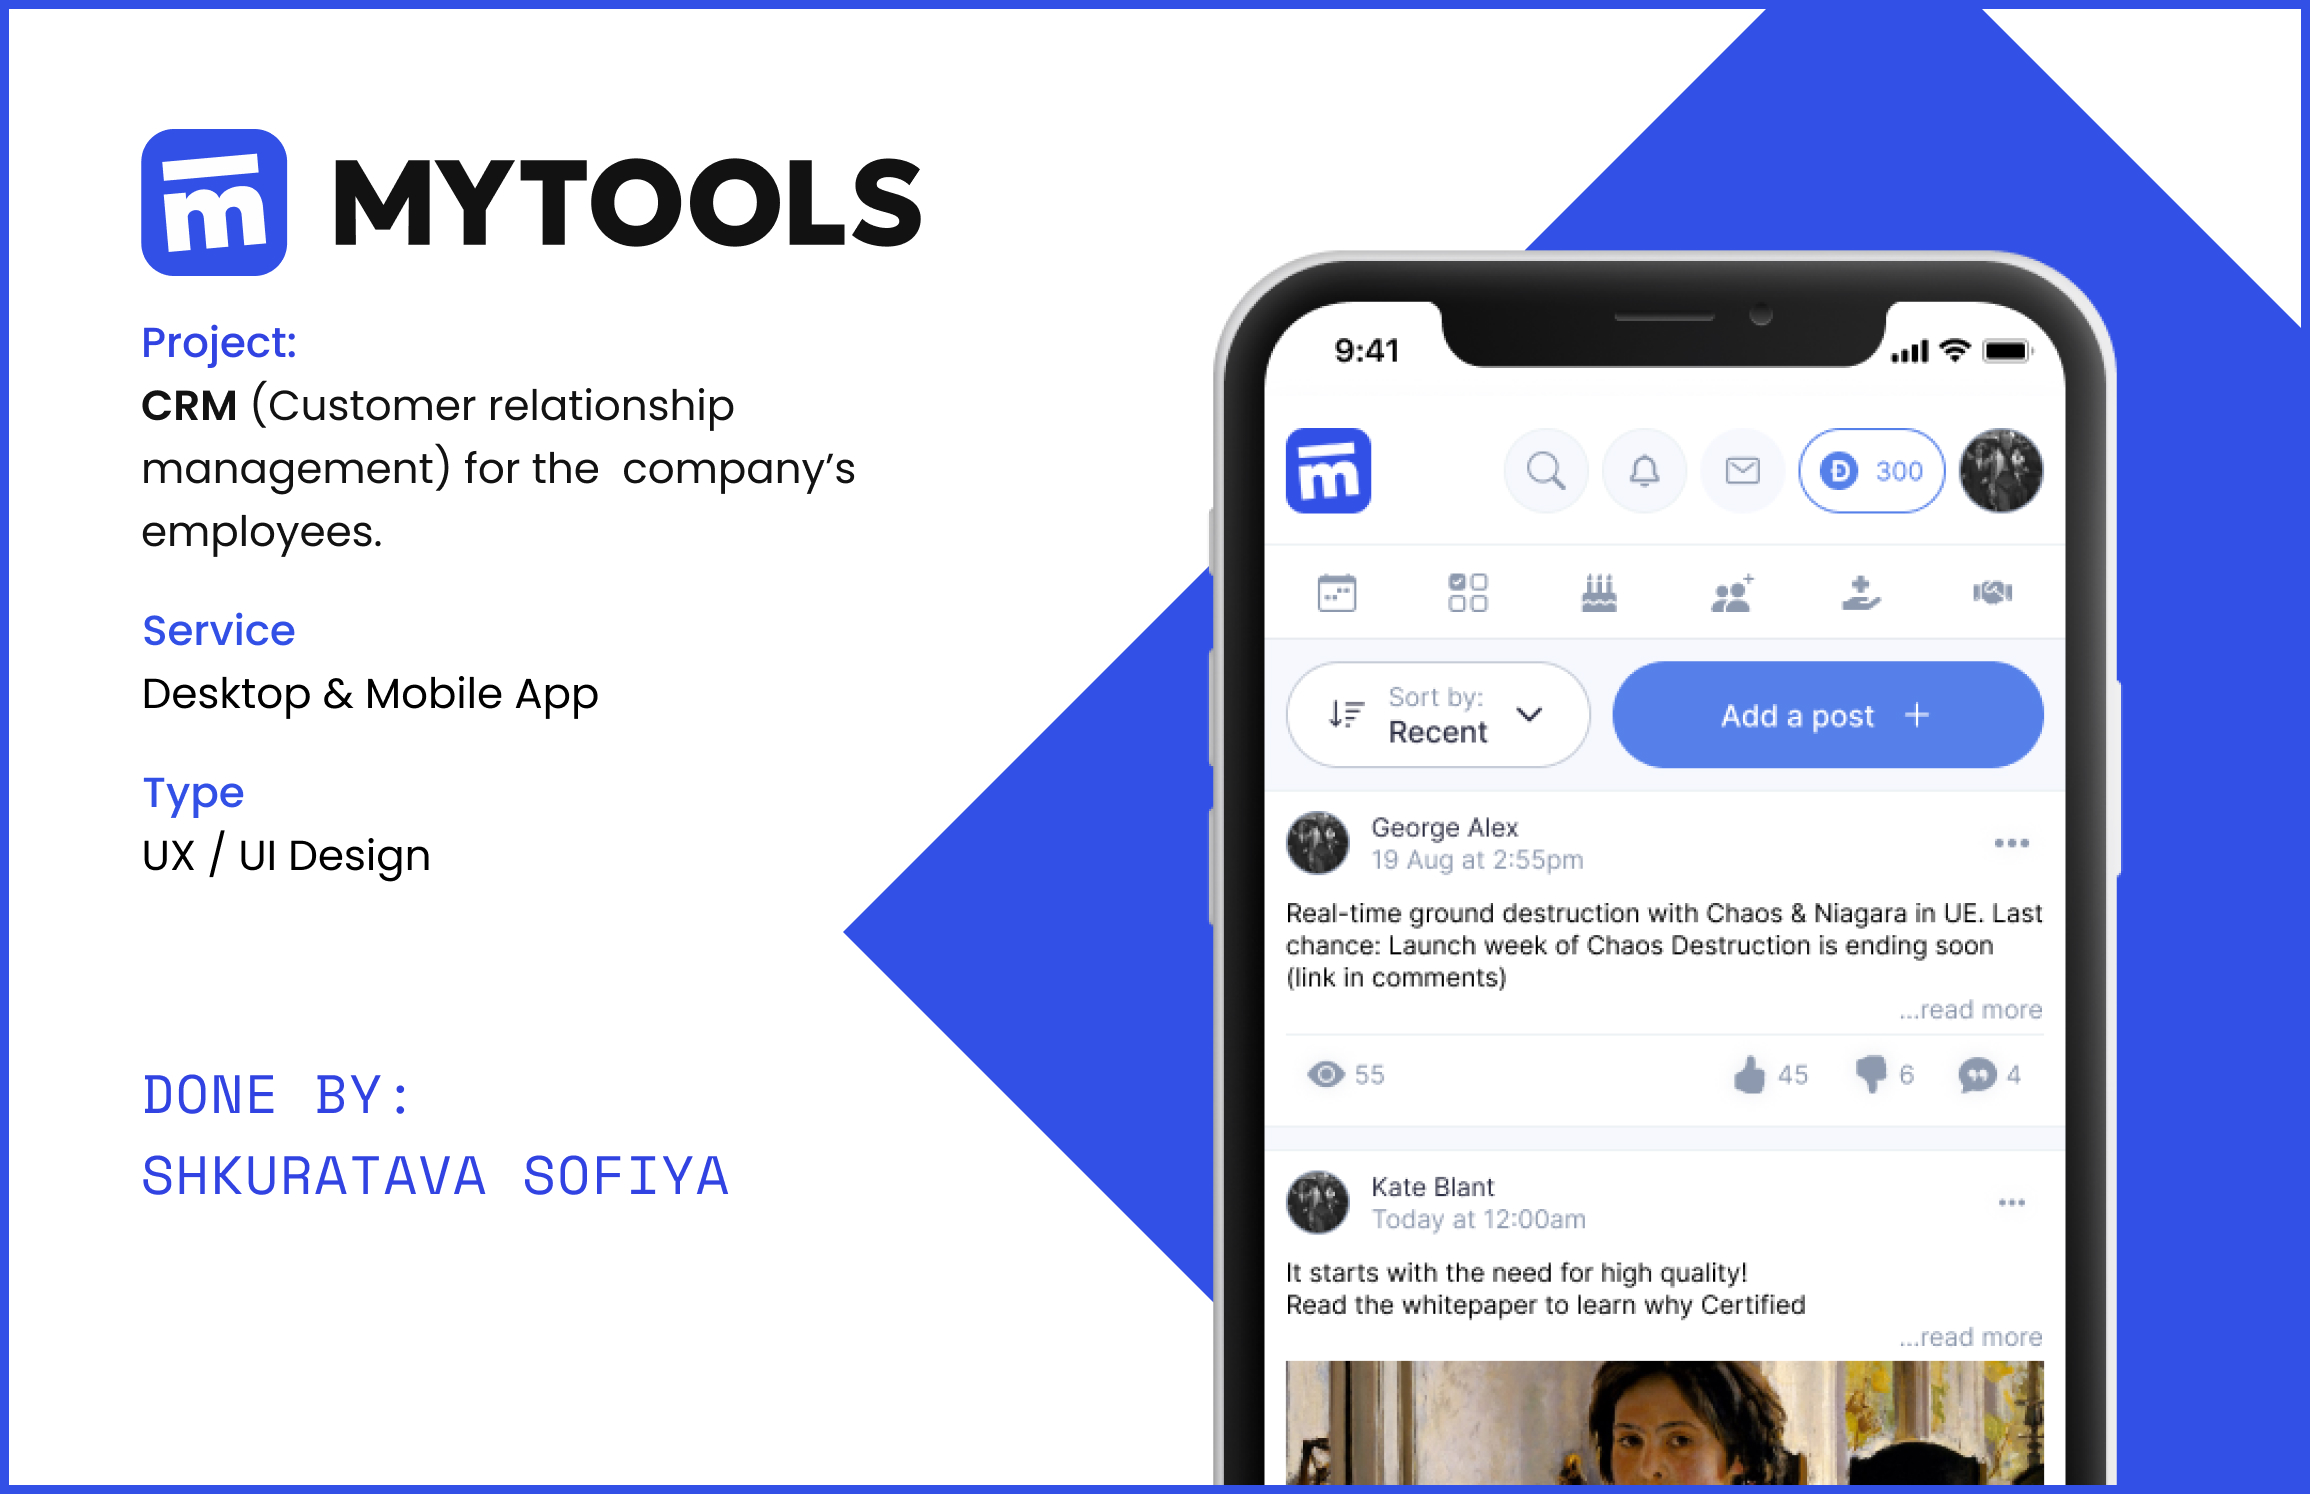 m
MYTOOLS
Project:
CRM (Customer relationship
management) for the  company’s
employees.
Service
Desktop & Mobile App
Type
UX / UI Design
DONE BY:
SHKURATAVA SOFIYA
9:41
m
Đ 300
Sort by:
Recent
Add a post +
George Alex
19 Aug at 2:55pm
Real-time ground destruction with Chaos & Niagara in UE. Last
chance: Launch week of Chaos Destruction is ending soon
(link in comments)
...read more
55
45
6
4
Kate Blant
Today at 12:00am
It starts with the need for high quality!
Read the whitepaper to learn why Certified
...read more